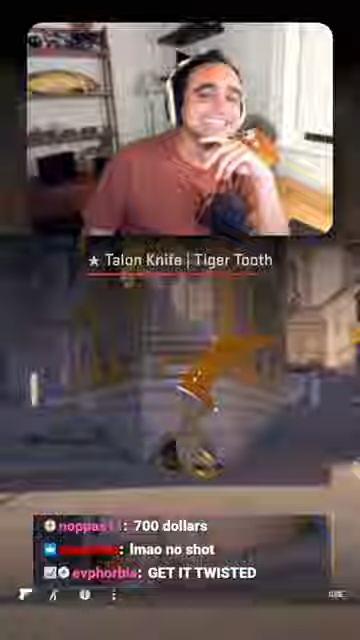 ★ Talon Knife | Tiger Tooth
: 700 dollars
: lmao no shot
evphorbia: GET IT TWISTED